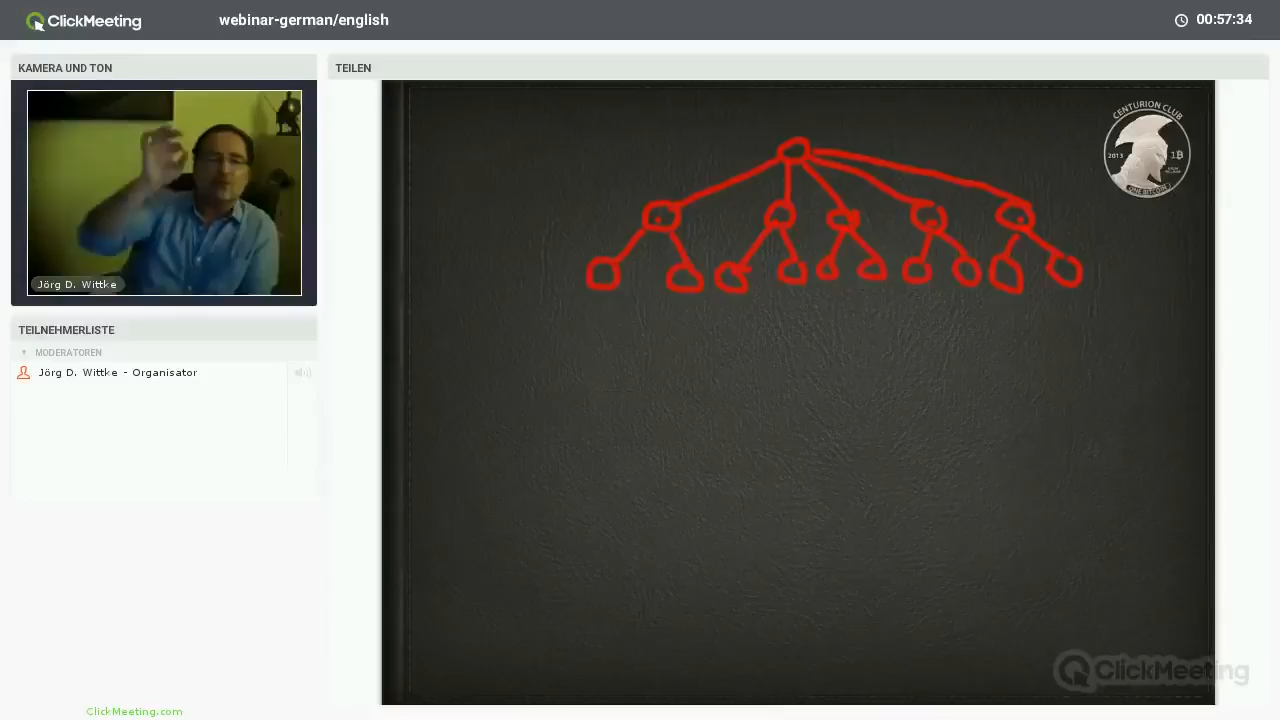 ClickMeeting
webinar-german/english
00:57:34
KAMERA UND TON
TEILEN
Jörg D. Wittke
TEILNEHMERLISTE
MODERATOREN
Jörg D. Wittke - Organisator
CENTURION CLUB
2013
1₿
ONE BITCOIN
ClickMeeting
ClickMeeting.com